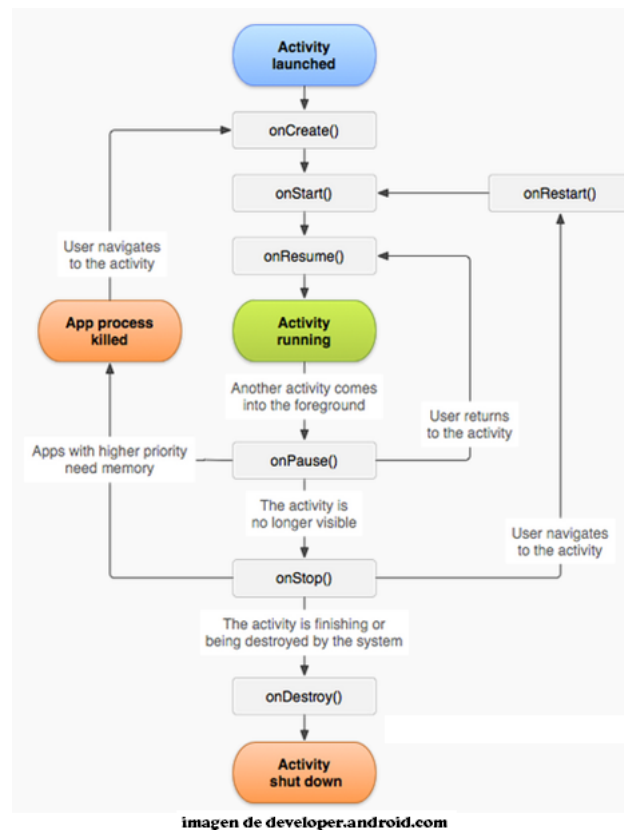 Activity
launched
onCreate()
onStart()
onRestart()
User navigates
to the activity
onResume()
App process
killed
Activity
running
Another activity comes
into the foreground
User returns
to the activity
Apps with higher priority
need memory
onPause()
The activity is
no longer visible
User navigates
to the activity
onStop()
The activity is finishing or
being destroyed by the system
onDestroy()
Activity
shut down
imagen de developer.android.com